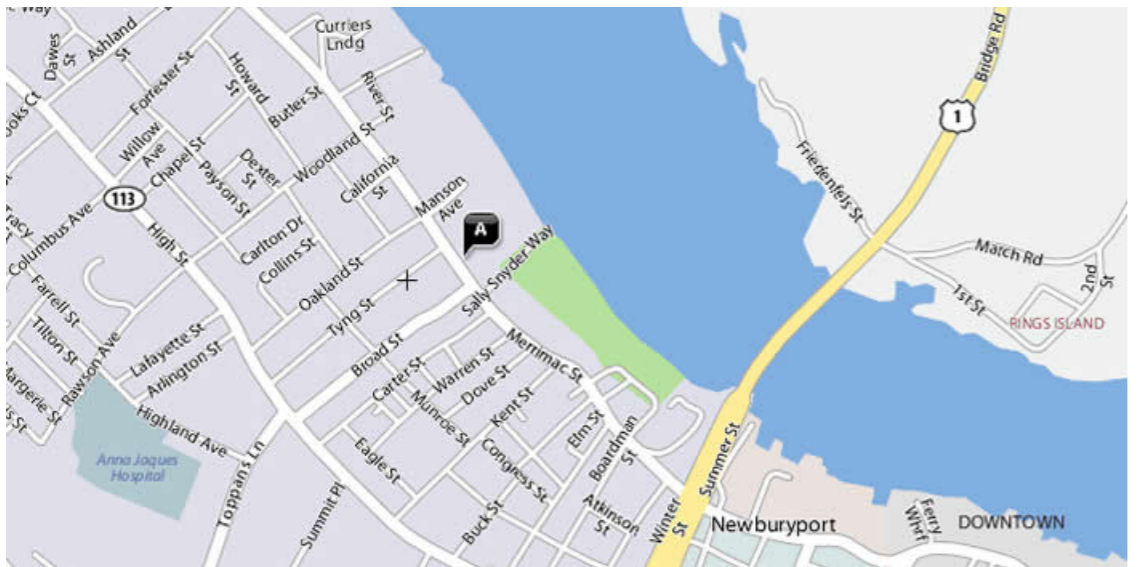 Way
Dawes
St
Ashland
St
Curriers
Lndg
Bridge Rd
Forrester St
Howard
St
Butler St
River St
1
Willow
Ave
Chapel St
Woodland St
Friedenfels St
Payson St
Dexter
St
California
St
113
Manson
Ave
A
Tracy
Columbus Ave
High St
Carlton Dr
Collins St
Oakland St
Sally Snyder Way
March Rd
2nd
St
1st St
RINGS ISLAND
Farrell St
Tyng St
Tilton St
Lafayette St
Arlington St
Rawson Ave
Broad St
Merrimac St
Margerie St
Carter St
Warren St
Dove St
Kent St
Munroe St
Highland Ave
Elm St
Boardman
St
Anna Jaques
Hospital
Toppans Ln
Eagle St
Congress St
Summer St
Summit Pl
Buck St
Atkinson
St
Winter
St
Newburyport
Ferry
Wharf
DOWNTOWN